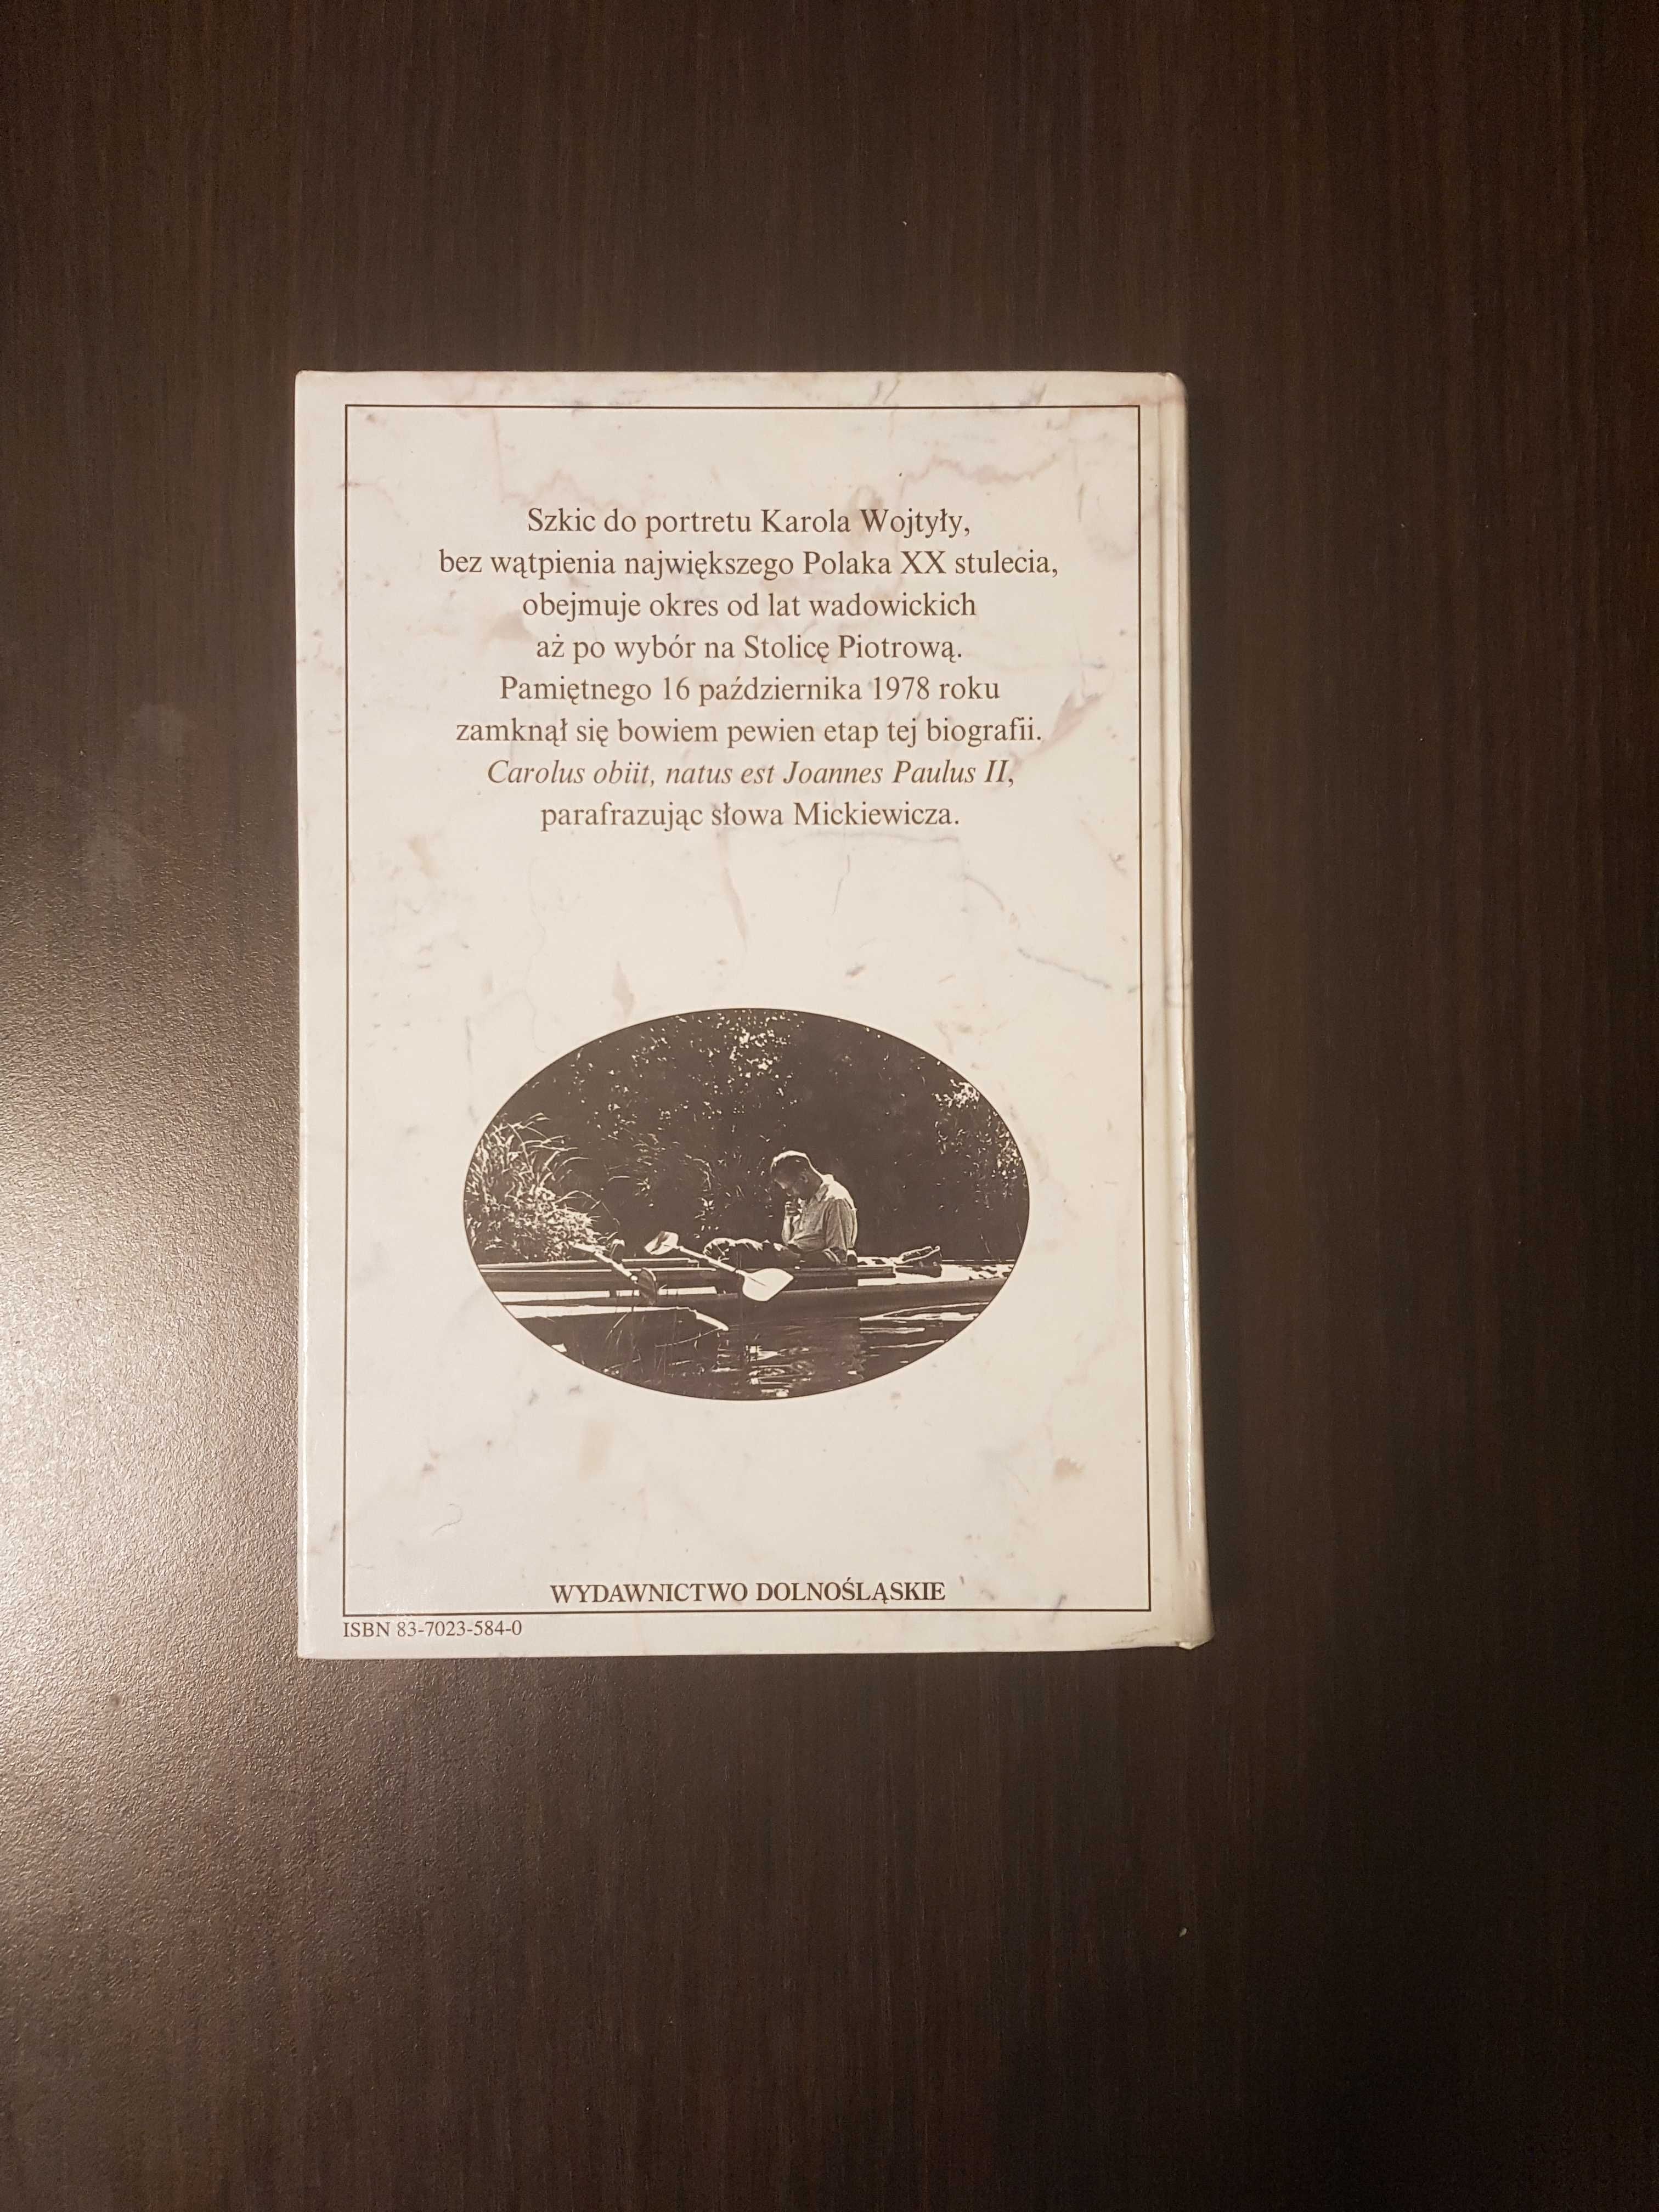 Szkic do portretu Karola Wojtyły,
bez wątpienia największego Polaka XX stulecia,
obejmuje okres od lat wadowickich
aż po wybór na Stolicę Piotrową.
Pamiętnego 16 października 1978 roku
zamknął się bowiem pewien etap tej biografii.
Carolus obiit, natus est Joannes Paulus II,
parafrazując słowa Mickiewicza.
WYDAWNICTWO DOLNOŚLĄSKIE
ISBN 83-7023-584-0